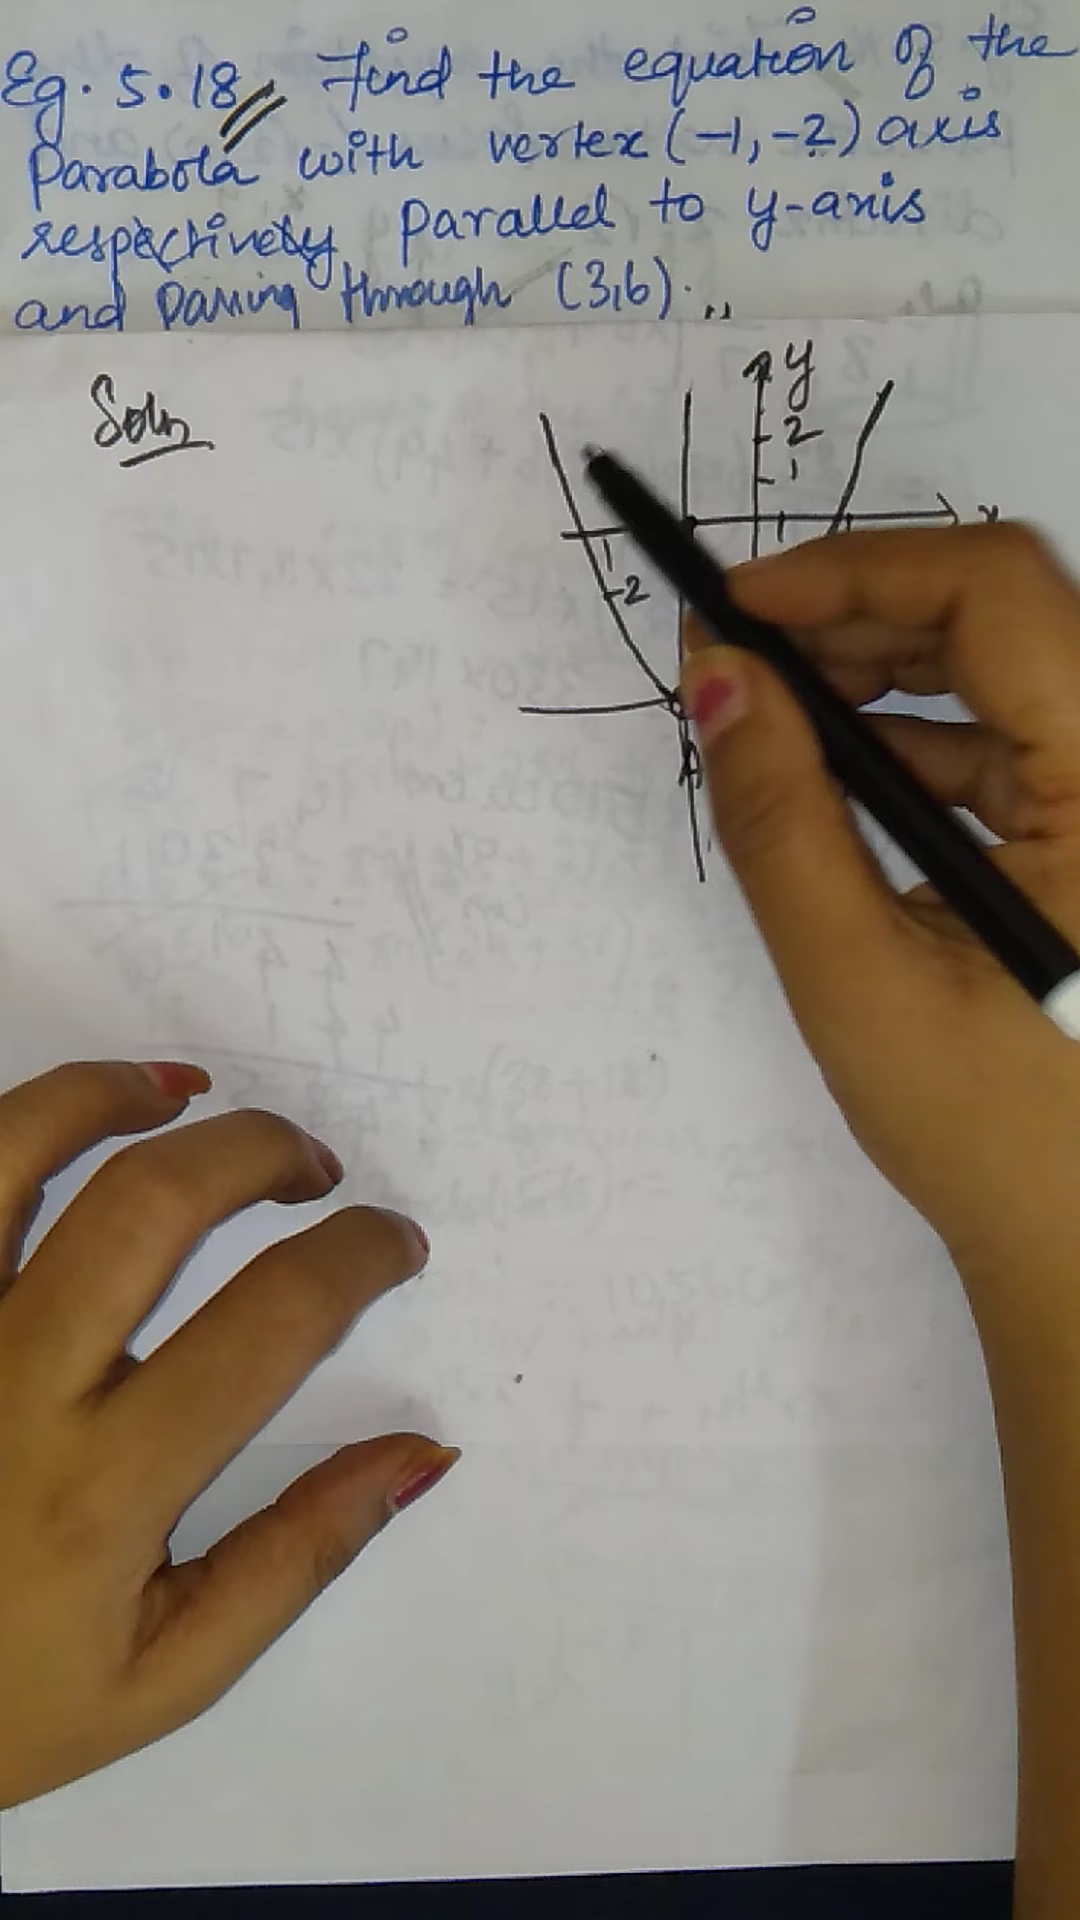 Eg. 5.18 Find the equation of the
Parabola with vertex (-1, -2) axis
respectively parallel to y-axis
and passing through (3,6).
Soln
y
2
1
x
1
1
-2
A